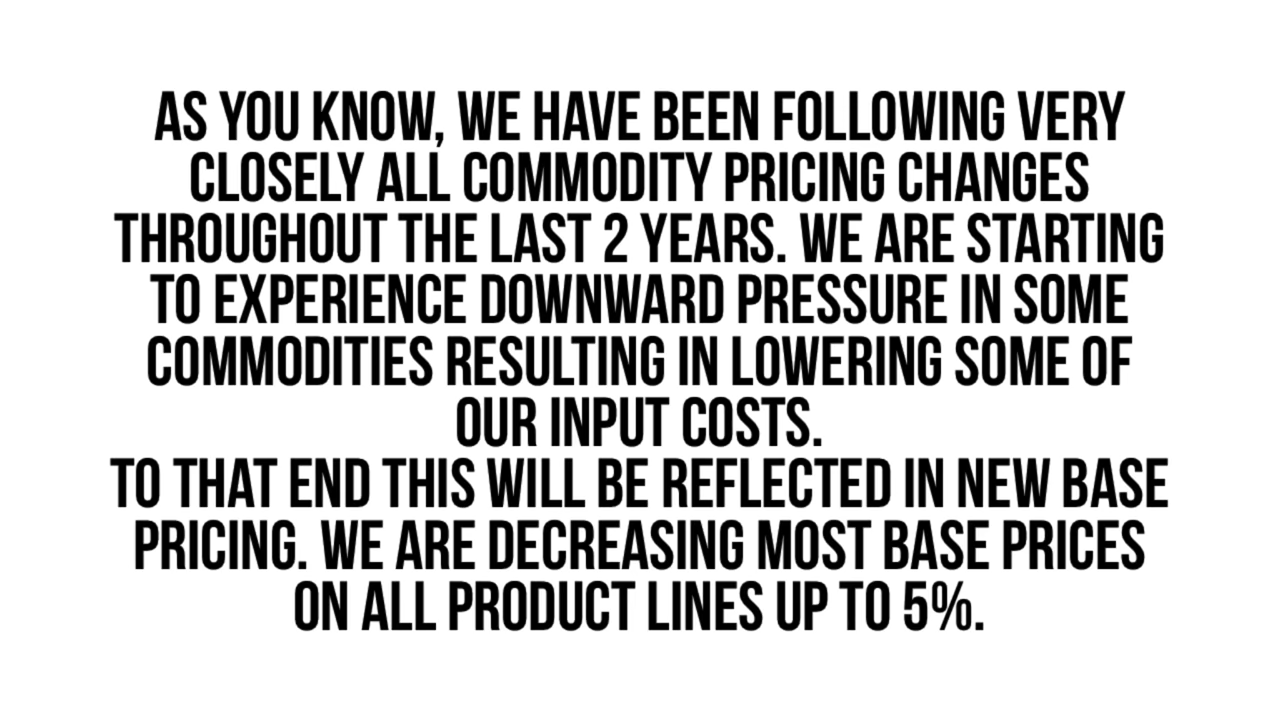 AS YOU KNOW, WE HAVE BEEN FOLLOWING VERY
CLOSELY ALL COMMODITY PRICING CHANGES
THROUGHOUT THE LAST 2 YEARS. WE ARE STARTING
TO EXPERIENCE DOWNWARD PRESSURE IN SOME
COMMODITIES RESULTING IN LOWERING SOME OF
OUR INPUT COSTS.
TO THAT END THIS WILL BE REFLECTED IN NEW BASE
PRICING. WE ARE DECREASING MOST BASE PRICES
ON ALL PRODUCT LINES UP TO 5%.